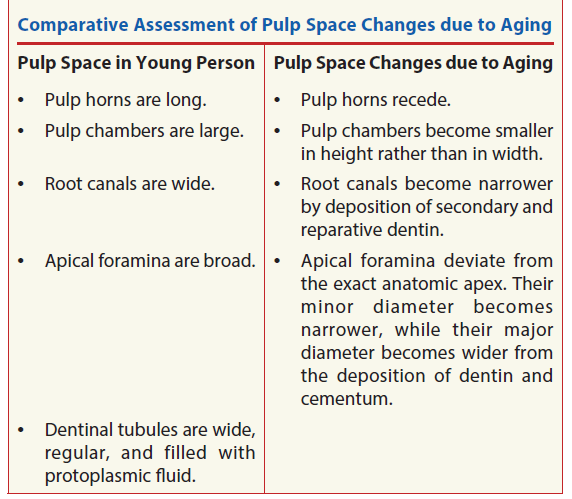 Comparative Assessment of Pulp Space Changes due to Aging
Pulp Space in Young Person
• Pulp horns are long.
• Pulp chambers are large.
• Root canals are wide.
• Apical foramina are broad.
• Dentinal tubules are wide,
regular, and filled with
protoplasmic fluid.
Pulp Space Changes due to Aging
• Pulp horns recede.
• Pulp chambers become smaller
in height rather than in width.
• Root canals become narrower
by deposition of secondary and
reparative dentin.
• Apical foramina deviate from
the exact anatomic apex. Their
minor diameter becomes
narrower, while their major
diameter becomes wider from
the deposition of dentin and
cementum.